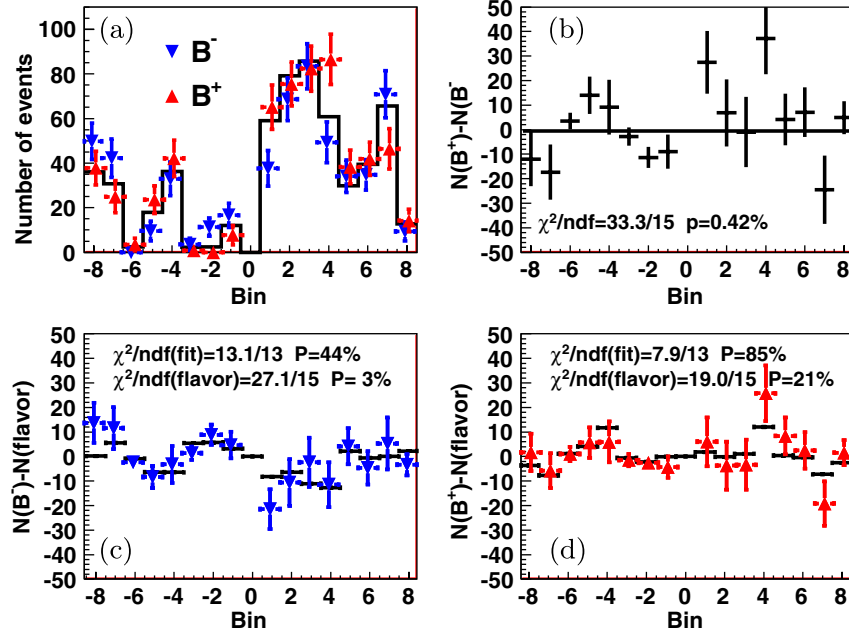 (a)
B-
B+
Number of events
100
80
60
40
20
0
-8 -6 -4 -2 0 2 4 6 8
Bin
(b)
N(B+)-N(B-
50
40
30
20
10
0
-10
-20
-30
-40
-50
χ2/ndf=33.3/15 p=0.42%
-8 -6 -4 -2 0 2 4 6 8
Bin
N(B-)-N(flavor)
50
40
30
20
10
0
-10
-20
-30
-40
-50
χ2/ndf(fit)=13.1/13 P=44%
χ2/ndf(flavor)=27.1/15 P= 3%
(c)
-8 -6 -4 -2 0 2 4 6 8
Bin
N(B+)-N(flavor)
50
40
30
20
10
0
-10
-20
-30
-40
-50
χ2/ndf(fit)=7.9/13 P=85%
χ2/ndf(flavor)=19.0/15 P=21%
(d)
-8 -6 -4 -2 0 2 4 6 8
Bin